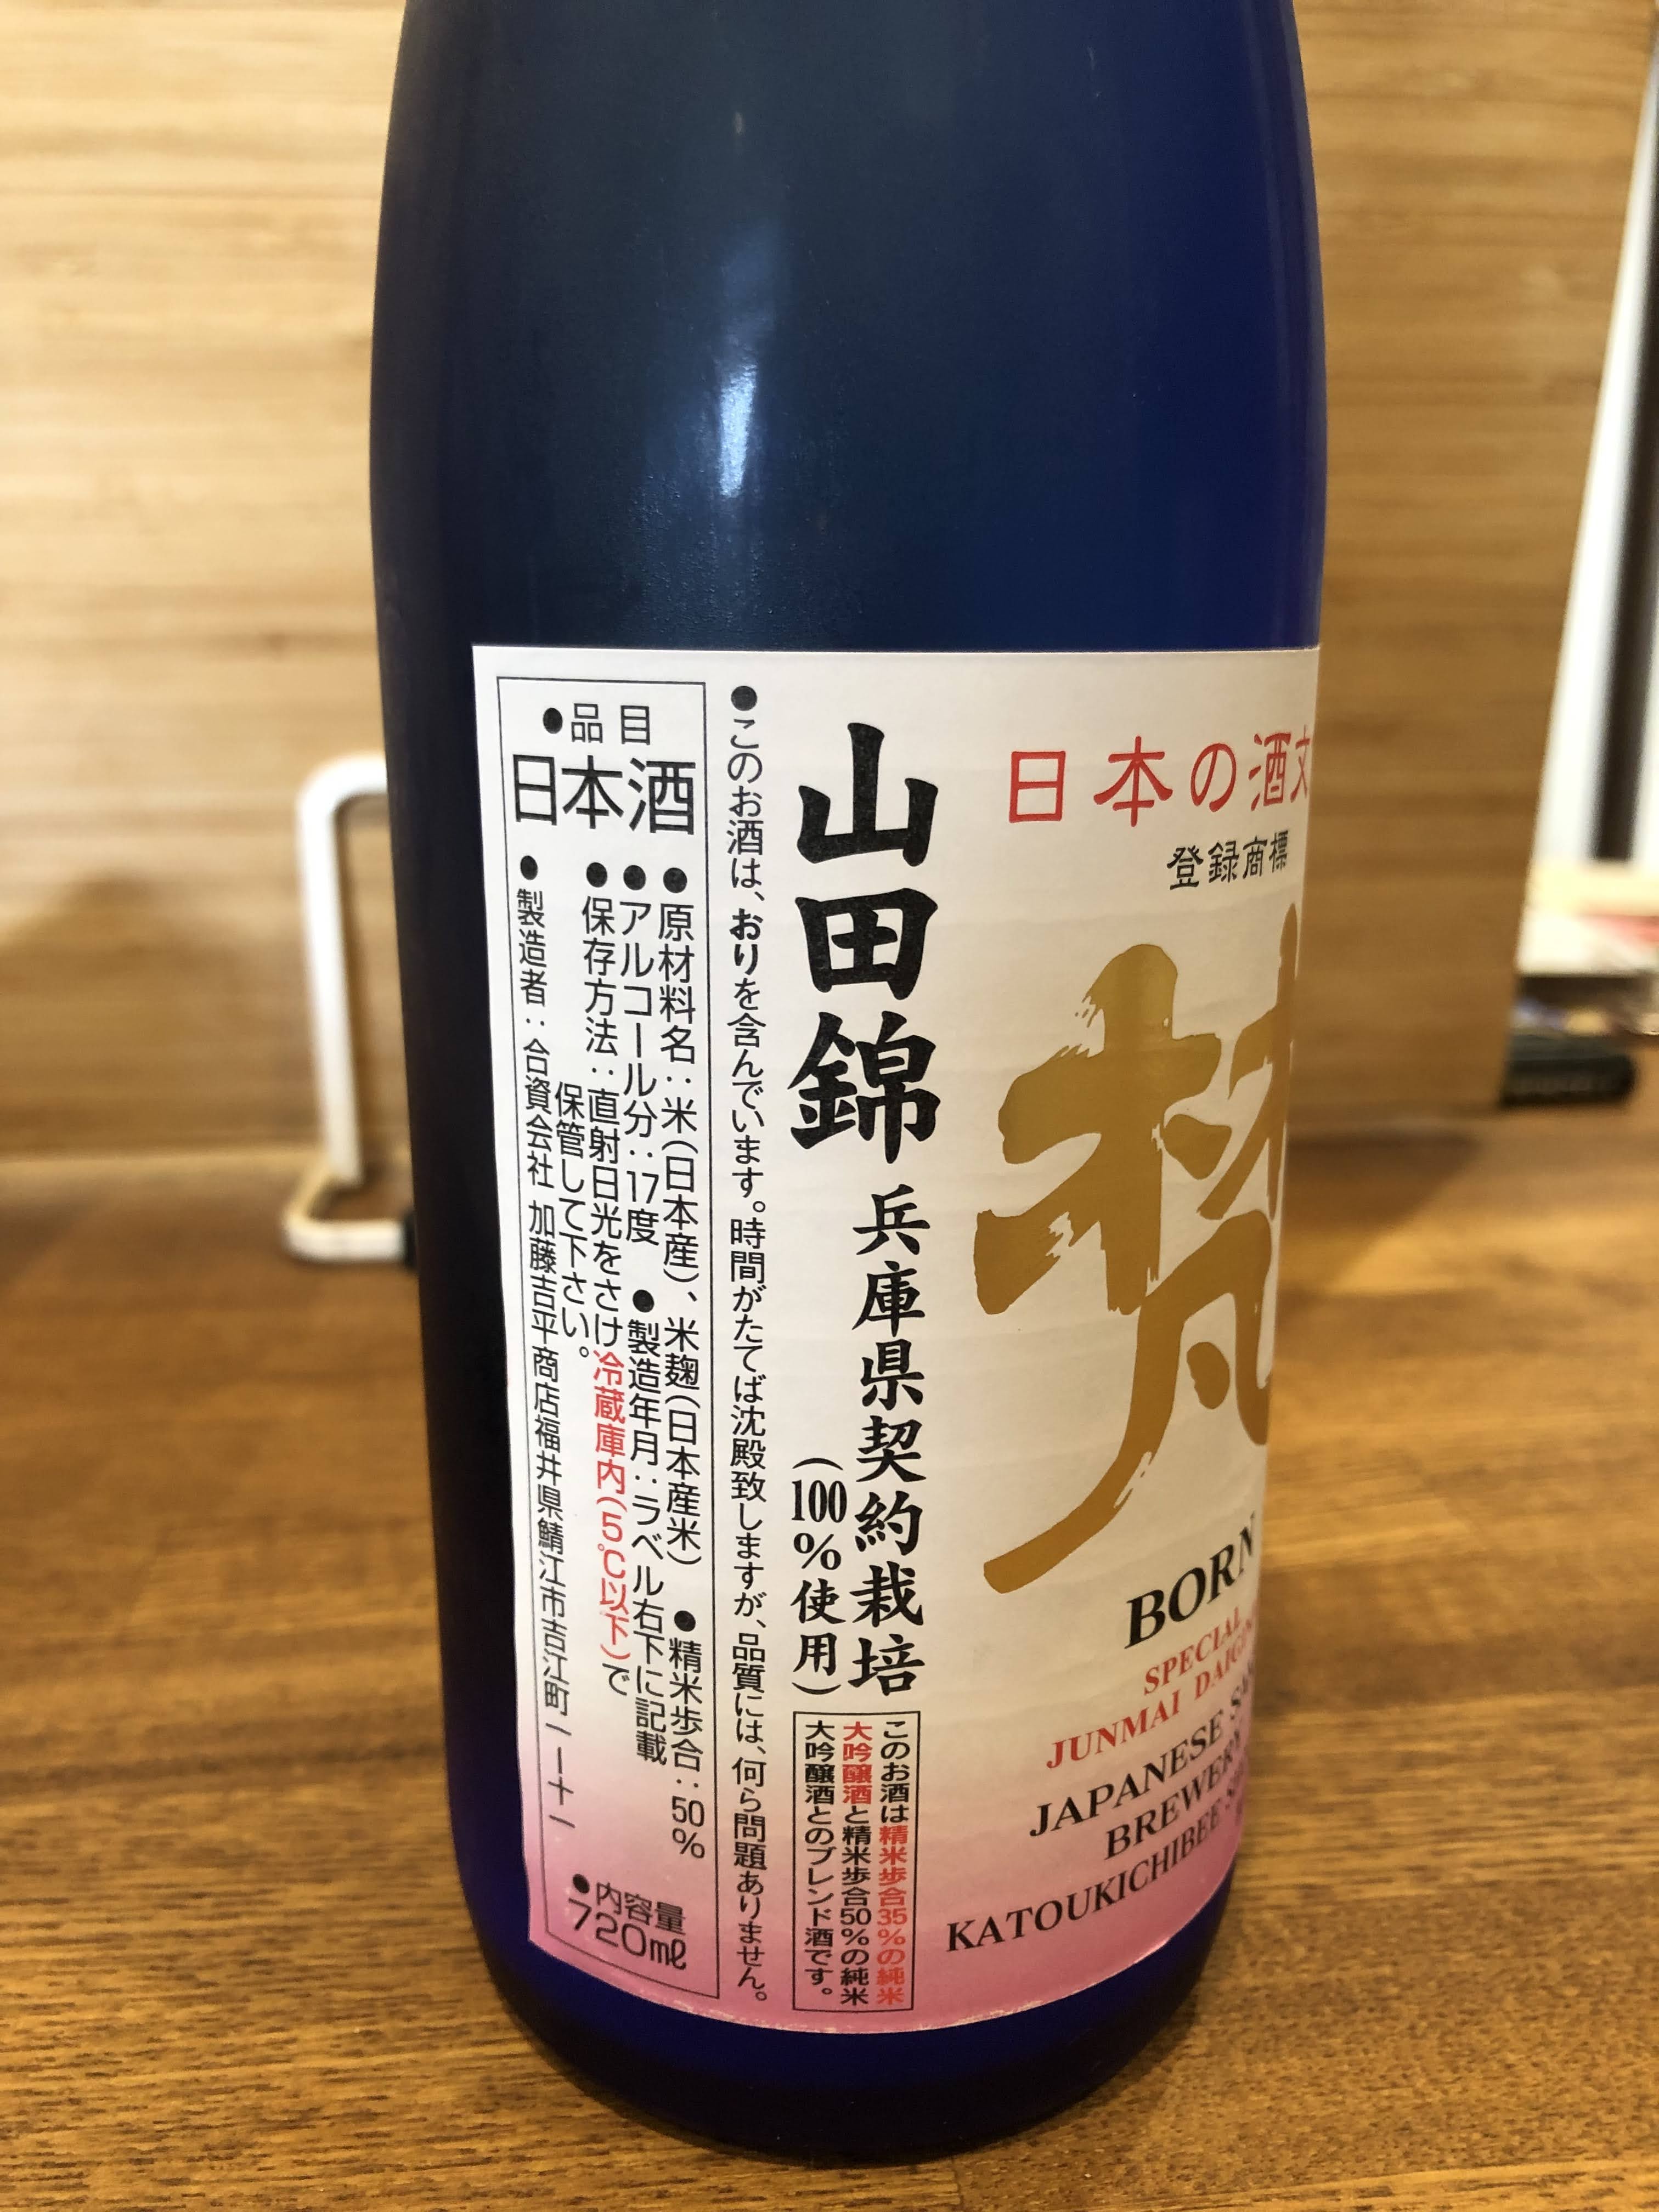 日本の酒文
登録商標
梵
BORN
SPECIAL
JUNMAI
JAPANESE
BREWERY
KATOUKICHIBEE
山田錦
兵庫県契約栽培
(100%使用)
このお酒は精米歩合35%の純米
大吟醸酒と精米歩合50%の純米
大吟醸酒とのブレンド酒です。
●このお酒は、おりを含んでいます。時間がたてば沈殿致しますが、品質には、何ら問題ありません。
●品目
日本酒
●原材料名:米(日本産)、米麹(日本産米) ●精米歩合:50%
●アルコール分:17度 ●製造年月:ラベル右下に記載
●保存方法:直射日光をさけ冷蔵庫内(5℃以下)で
保管して下さい。
●製造者:合資会社 加藤吉平商店福井県鯖江市吉江町一ー十一
●内容量
720mℓ